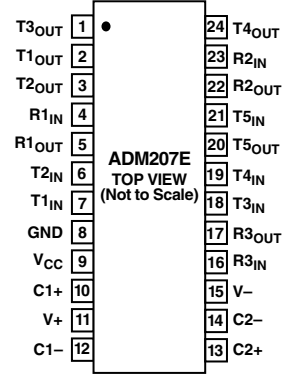 T3OUT 1 24 T4OUT
T1OUT 2 23 R2IN
T2OUT 3 22 R2OUT
R1IN 4 21 T5IN
R1OUT 5 20 T5OUT
ADM207E
T2IN 6 19 T4IN
TOP VIEW
(Not to Scale)
T1IN 7 18 T3IN
GND 8 17 R3OUT
VCC 9 16 R3IN
C1+ 10 15 V–
V+ 11 14 C2–
C1– 12 13 C2+